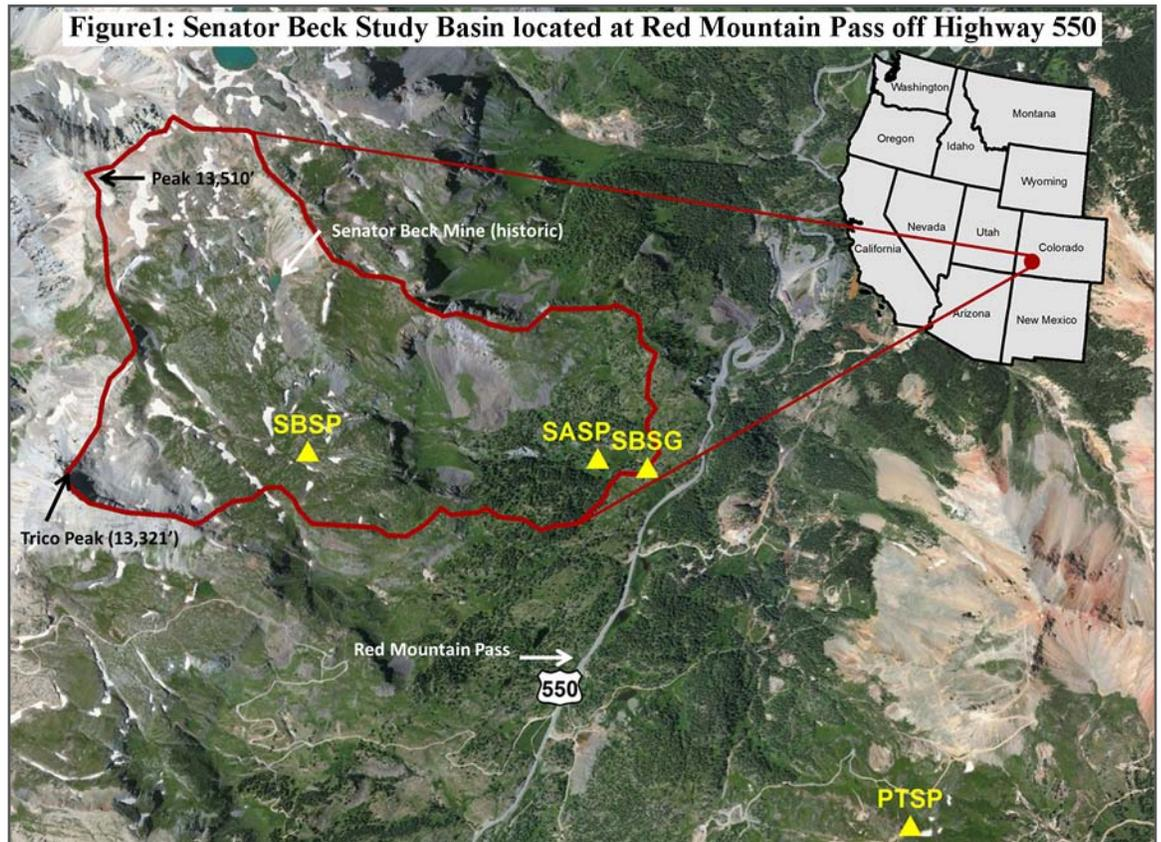 Figure1: Senator Beck Study Basin located at Red Mountain Pass off Highway 550
Washington
Montana
Oregon
Idaho
Wyoming
Nevada
Utah
Colorado
California
Arizona
New Mexico
Peak 13,510’
Senator Beck Mine (historic)
SBSP
SASP
SBSG
Trico Peak (13,321’)
Red Mountain Pass
550
PTSP